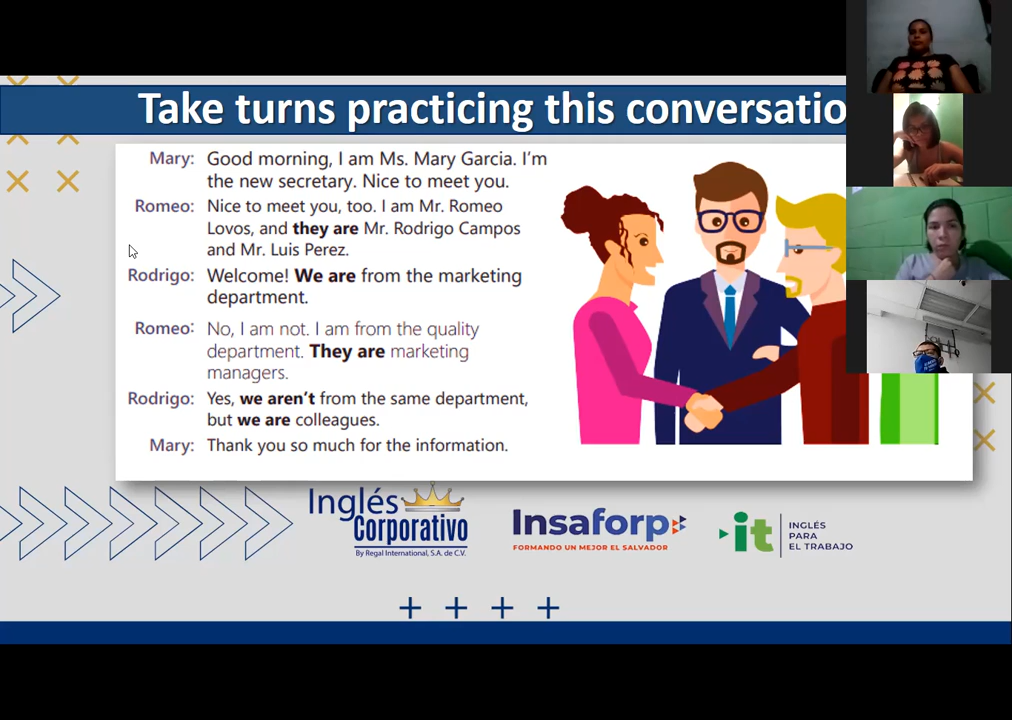 Take turns practicing this conversatio
Mary: Good morning, I am Ms. Mary Garcia. I'm
the new secretary. Nice to meet you.
Romeo: Nice to meet you, too. I am Mr. Romeo
Lovos, and they are Mr. Rodrigo Campos
and Mr. Luis Perez.
Rodrigo: Welcome! We are from the marketing
department.
Romeo: No, I am not. I am from the quality
department. They are marketing
managers.
Rodrigo: Yes, we aren't from the same department,
but we are colleagues.
Mary: Thank you so much for the information.
Inglés
Corporativo
By Regal International, S.A. de C.V.
Insaforp
FORMANDO UN MEJOR EL SALVADOR
it
INGLÉS
PARA
EL TRABAJO